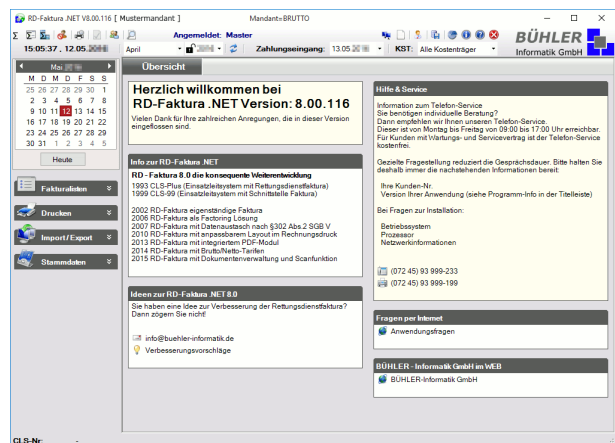 RD-Faktura .NET V8.00.116 [ Mustermandant ] Mandant=BRUTTO
Angemeldet: Master
15:05:37 , 12.05.
April
Zahlungseingang: 13.05
KST: Alle Kostenträger
BÜHLER
Informatik GmbH
Mai
M D M D F S S
25 26 27 28 29 30 1
2 3 4 5 6 7 8
9 10 11 12 13 14 15
16 17 18 19 20 21 22
23 24 25 26 27 28 29
30 31 1 2 3 4 5
Heute
Fakturalisten
Drucken
Import / Export
Stammdaten
Übersicht
Herzlich willkommen bei
RD-Faktura .NET Version: 8.00.116
Vielen Dank für Ihre zahlreichen Anregungen, die in dieser Version
eingeflossen sind.
Info zur RD-Faktura .NET
RD - Faktura 8.0 die konsequente Weiterentwicklung
1993 CLS-Plus (Einsatzleitsystem mit Rettungsdienstfaktura)
1999 CLS-99 (Einsatzleitsystem mit Schnittstelle Faktura)
2002 RD-Faktura eigenständige Faktura
2006 RD-Faktura als Factoring Lösung
2007 RD-Faktura mit Datenaustasch nach §302 Abs.2 SGB V
2010 RD-Faktura mit anpassbarem Layout im Rechnungsdruck
2013 RD-Faktura mit integriertem PDF-Modul
2014 RD-Faktura mit Brutto/Netto-Tarifen
2015 RD-Faktura mit Dokumentenverwaltung und Scanfunktion
Ideen zur RD-Faktura .NET 8.0
Sie haben eine Idee zur Verbesserung der Rettungsdienstfaktura?
Dann zögern Sie nicht!
info@buehler-informatik.de
Verbesserungsvorschläge
Hilfe & Service
Information zum Telefon-Service
Sie benötigen individuelle Beratung?
Dann empfehlen wir Ihnen unseren Telefon-Service.
Dieser ist von Montag bis Freitag von 09:00 bis 17:00 Uhr erreichbar.
Für Kunden mit Wartungs- und Servicevertrag ist der Telefon-Service
kostenfrei.
Gezielte Fragestellung reduziert die Gesprächsdauer. Bitte halten Sie
deshalb immer die nachstehenden Informationen bereit:
Ihre Kunden-Nr.
Version Ihrer Anwendung (siehe Programm-Info in der Titelleiste)
Bei Fragen zur Installation:
Betriebssystem
Prozessor
Netzwerkinformationen
(072 45) 93 999-233
(072 45) 93 999-199
Fragen per Internet
Anwendungsfragen
BÜHLER - Informatik GmbH im WEB
BÜHLER-Informatik GmbH
CLS-Nr: -